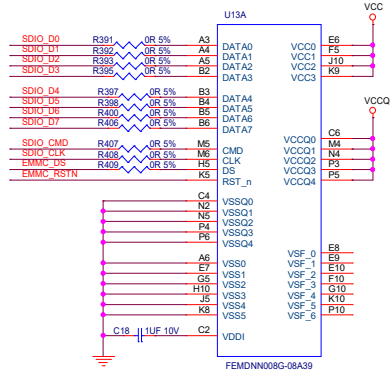 U13A
VCC
SDIO_D0 R391 0R 5% A3 DATA0 VCC0 E6
SDIO_D1 R392 0R 5% A4 DATA1 VCC1 F5
SDIO_D2 R393 0R 5% A5 DATA2 VCC2 J10
SDIO_D3 R395 0R 5% B2 DATA3 VCC3 K9
SDIO_D4 R397 0R 5% B3 DATA4 VCCQ
SDIO_D5 R398 0R 5% B4 DATA5
SDIO_D6 R400 0R 5% B5 DATA6
SDIO_D7 R406 0R 5% B6 DATA7
VCCQ0 C6
SDIO_CMD R407 0R 5% M5 CMD VCCQ1 M4
SDIO_CLK R408 0R 5% M6 CLK VCCQ2 N4
EMMC_DS R409 0R 5% H5 DS VCCQ3 P3
EMMC_RSTN K5 RST_n VCCQ4 P5
C4 VSSQ0
N2 VSSQ1
N5 VSSQ2
P4 VSSQ3
P6 VSSQ4
VSF_0 E8
A6 VSS0 VSF_1 E9
E7 VSS1 VSF_2 E10
G5 VSS2 VSF_3 F10
H10 VSS3 VSF_4 G10
J5 VSS4 VSF_5 K10
K8 VSS5 VSF_6 P10
C18 1UF 10V C2 VDDI
FEMDNN008G-08A39